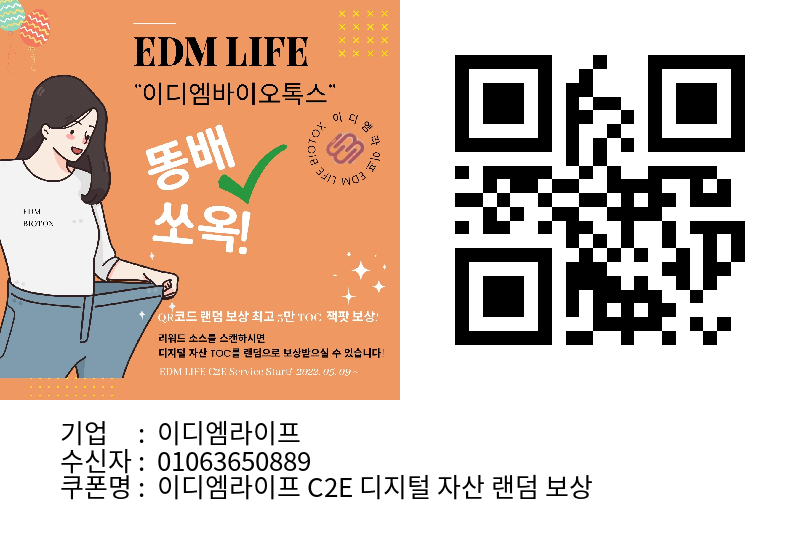 EDM LIFE
"이디엠바이오톡스"
똥배
쏘옥!
이디엠라이프 EDM LIFE BIOTOX
EDM
BIOTOX
QR코드 랜덤 보상 최고 5만 TOC 잭팟 보상!
리워드 소스를 스캔하시면
디지털 자산 TOC를 랜덤으로 보상받으실 수 있습니다!
EDM LIFE C2E Service Start! 2022. 05. 09 ~
기업 : 이디엠라이프
수신자 : 01063650889
쿠폰명 : 이디엠라이프 C2E 디지털 자산 랜덤 보상